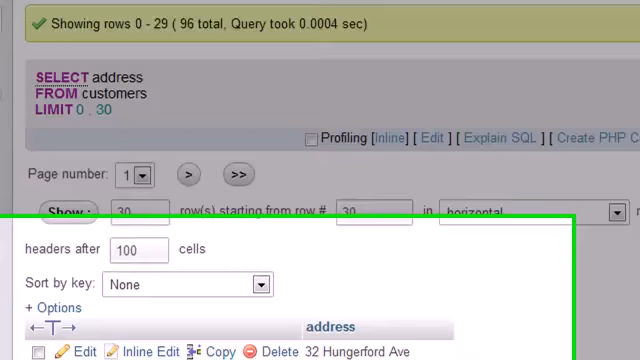 Showing rows 0 - 29 ( 96 total, Query took 0.0004 sec)
SELECT address
FROM customers
LIMIT 0 , 30
Profiling [Inline] [ Edit ] [ Explain SQL ] [ Create PHP C
Page number: 1 > >>
Show : 30 row(s) starting from row # 30 in horizontal
headers after 100 cells
Sort by key: None
+ Options
←T→ address
Edit Inline Edit Copy Delete 32 Hungerford Ave